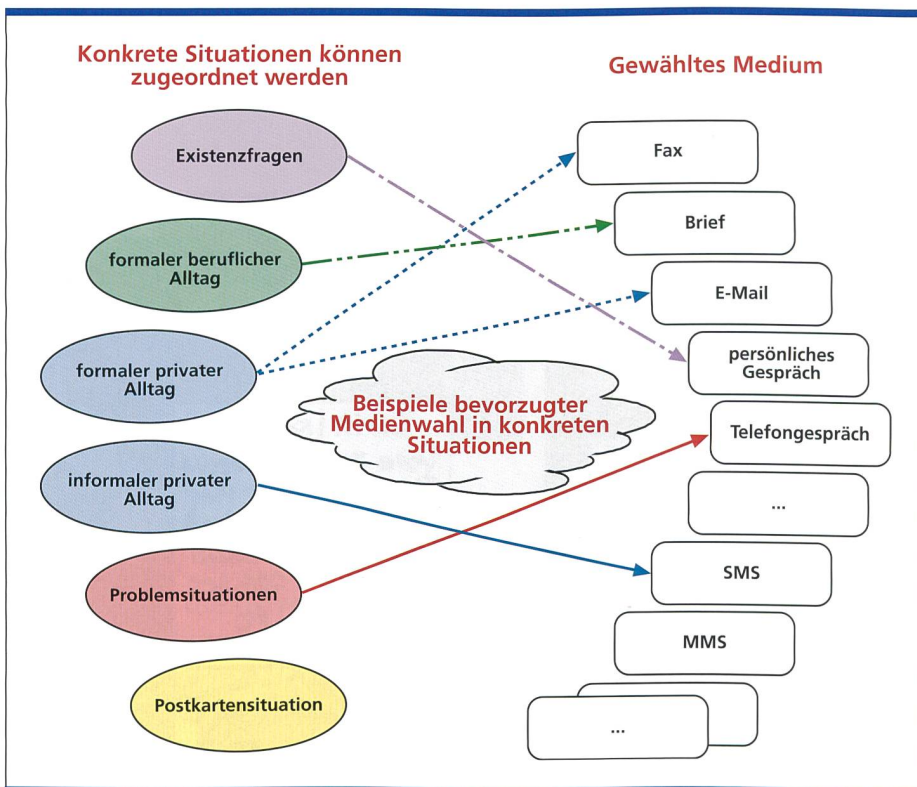 Konkrete Situationen können
zugeordnet werden
Gewähltes Medium
Existenzfragen
formaler beruflicher
Alltag
formaler privater
Alltag
informaler privater
Alltag
Problemsituationen
Postkartensituation
Beispiele bevorzugter
Medienwahl in konkreten
Situationen
Fax
Brief
E-Mail
persönliches
Gespräch
Telefongespräch
...
SMS
MMS
...